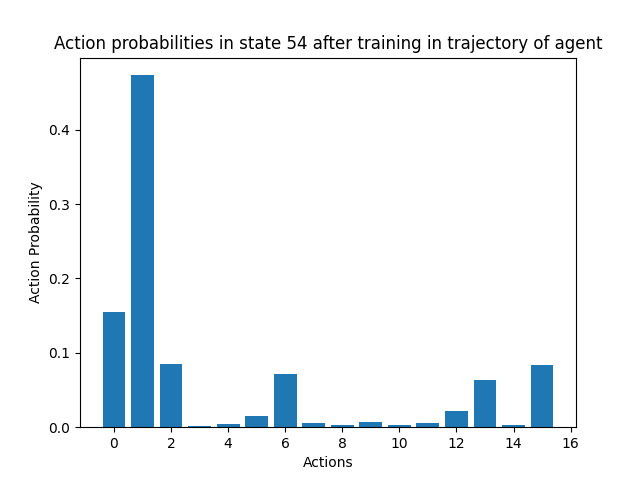 Action probabilities in state 54 after training in trajectory of agent
Action Probability
0.4
0.3
0.2
0.1
0.0
0 2 4 6 8 10 12 14 16
Actions